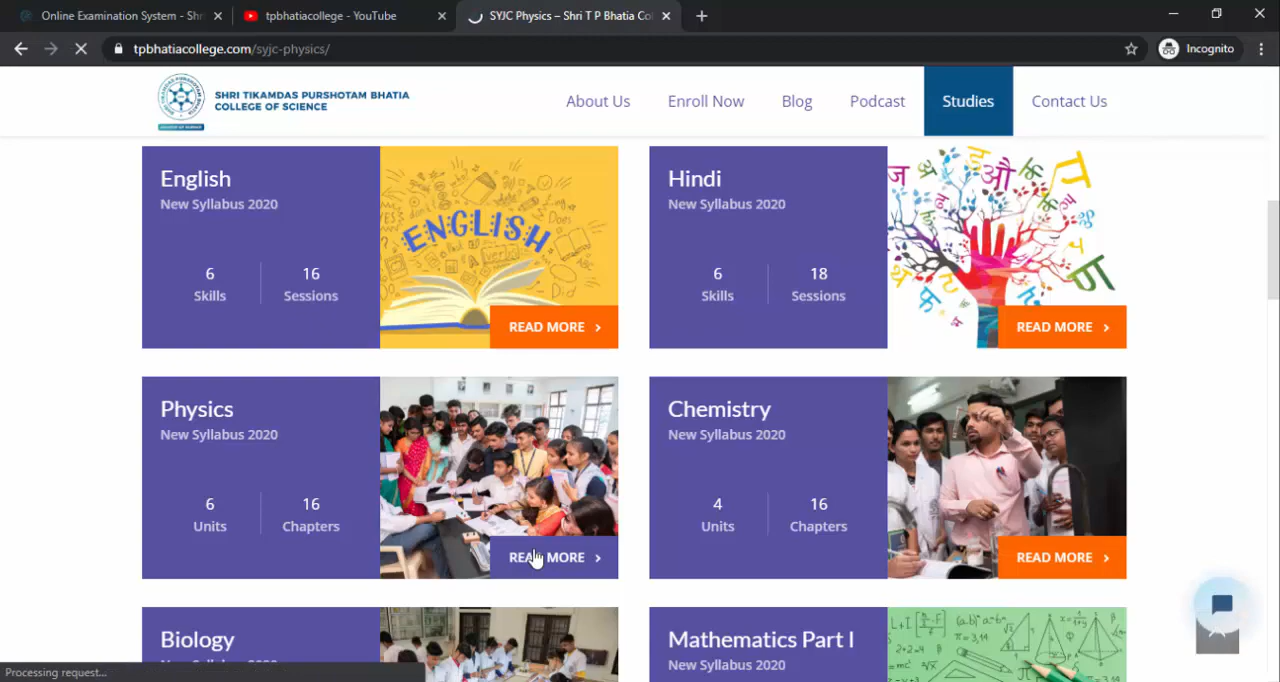 Online Examination System - Shri
tpbhatiacollege - YouTube
SYJC Physics – Shri T P Bhatia Co
tpbhatiacollege.com/syjc-physics/
Incognito
SHRI TIKAMDAS PURSHOTAM BHATIA
COLLEGE OF SCIENCE
About Us
Enroll Now
Blog
Podcast
Studies
Contact Us
English
New Syllabus 2020
6
16
Skills
Sessions
ENGLISH
READ MORE
Hindi
New Syllabus 2020
6
18
Skills
Sessions
READ MORE
Physics
New Syllabus 2020
6
16
Units
Chapters
READ MORE
Chemistry
New Syllabus 2020
4
16
Units
Chapters
READ MORE
Biology
Mathematics Part I
New Syllabus 2020
Processing request...